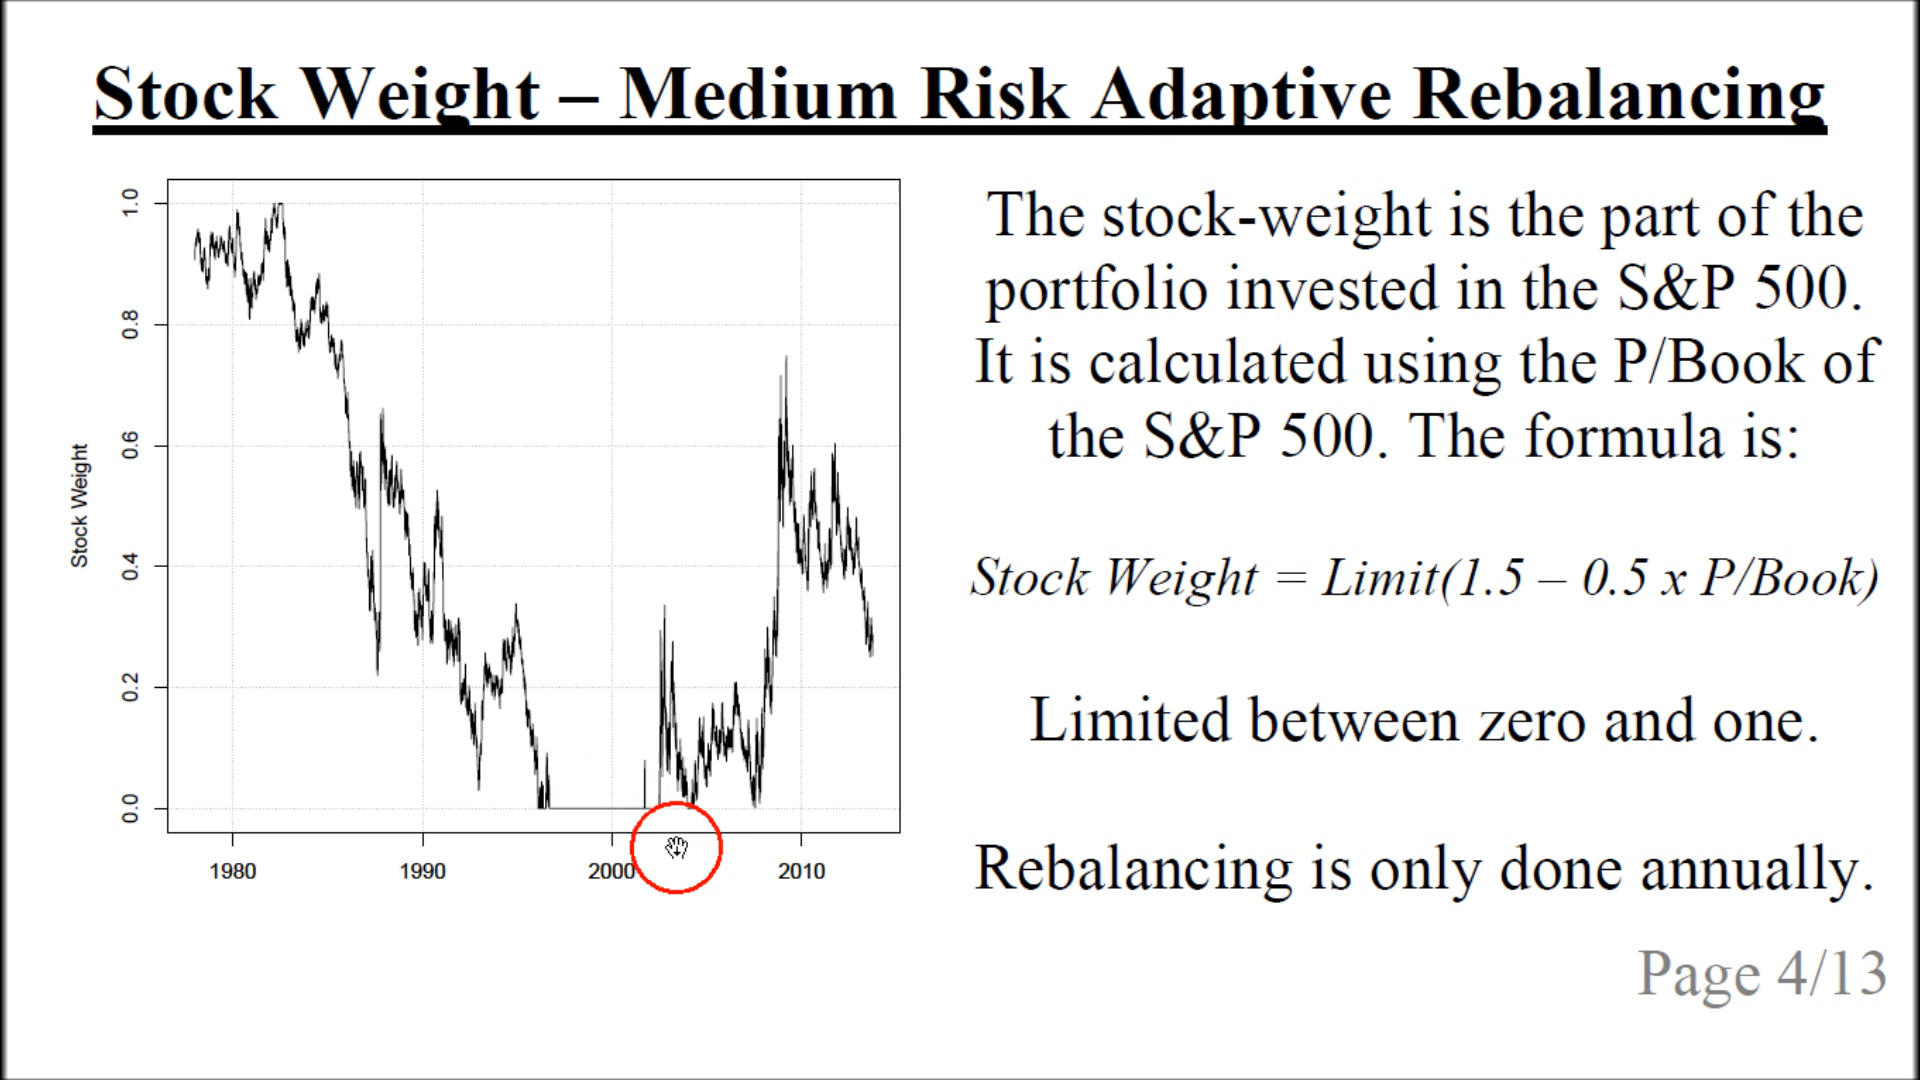 Stock Weight – Medium Risk Adaptive Rebalancing
1.0
0.8
0.6
0.4
0.2
0.0
Stock Weight
1980
1990
2000
2010
The stock-weight is the part of the
portfolio invested in the S&P 500.
It is calculated using the P/Book of
the S&P 500. The formula is:
Stock Weight = Limit(1.5 – 0.5 x P/Book)
Limited between zero and one.
Rebalancing is only done annually.
Page 4/13